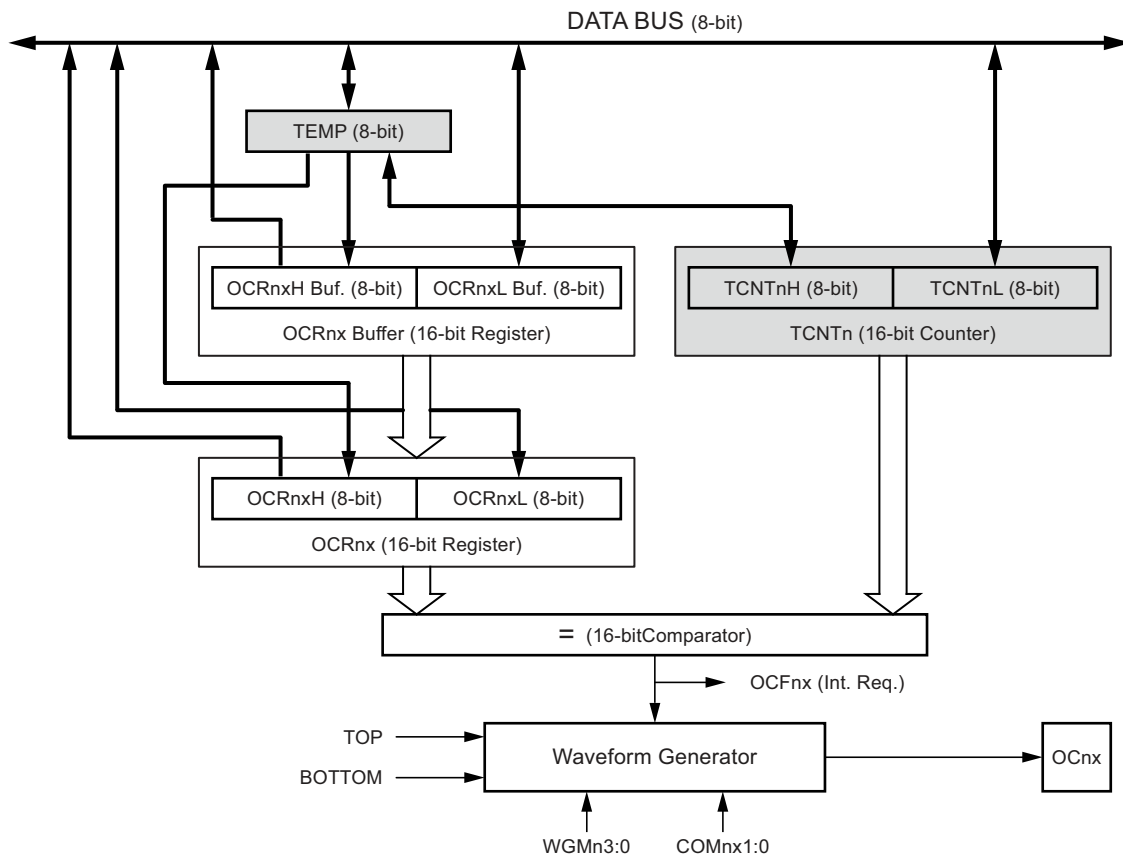 DATA BUS (8-bit)
TEMP (8-bit)
OCRnxH Buf. (8-bit)
OCRnxL Buf. (8-bit)
OCRnx Buffer (16-bit Register)
TCNTnH (8-bit)
TCNTnL (8-bit)
TCNTn (16-bit Counter)
OCRnxH (8-bit)
OCRnxL (8-bit)
OCRnx (16-bit Register)
= (16-bitComparator)
OCFnx (Int. Req.)
TOP
BOTTOM
Waveform Generator
OCnx
WGMn3:0
COMnx1:0